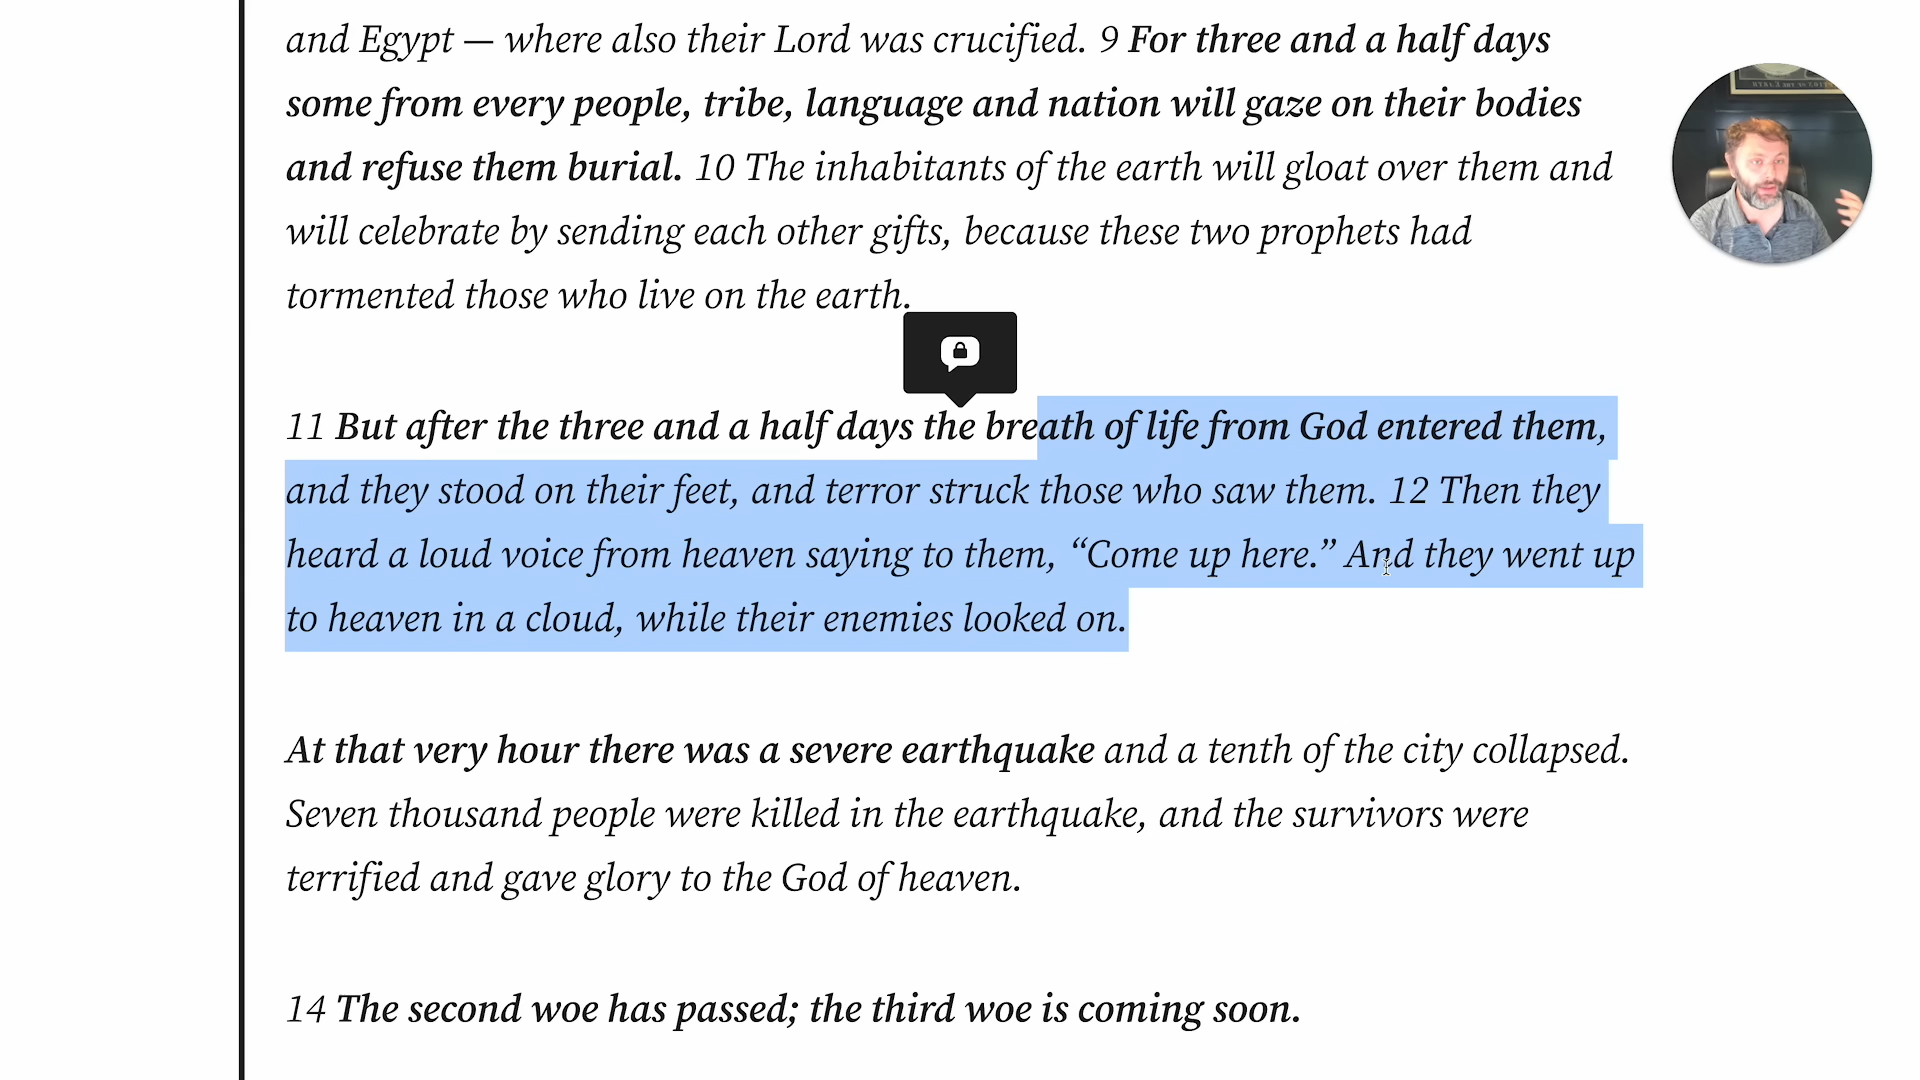 and Egypt — where also their Lord was crucified. 9 For three and a half days
some from every people, tribe, language and nation will gaze on their bodies
and refuse them burial. 10 The inhabitants of the earth will gloat over them and
will celebrate by sending each other gifts, because these two prophets had
tormented those who live on the earth.
11 But after the three and a half days the breath of life from God entered them,
and they stood on their feet, and terror struck those who saw them. 12 Then they
heard a loud voice from heaven saying to them, “Come up here.” And they went up
to heaven in a cloud, while their enemies looked on.
At that very hour there was a severe earthquake and a tenth of the city collapsed.
Seven thousand people were killed in the earthquake, and the survivors were
terrified and gave glory to the God of heaven.
14 The second woe has passed; the third woe is coming soon.